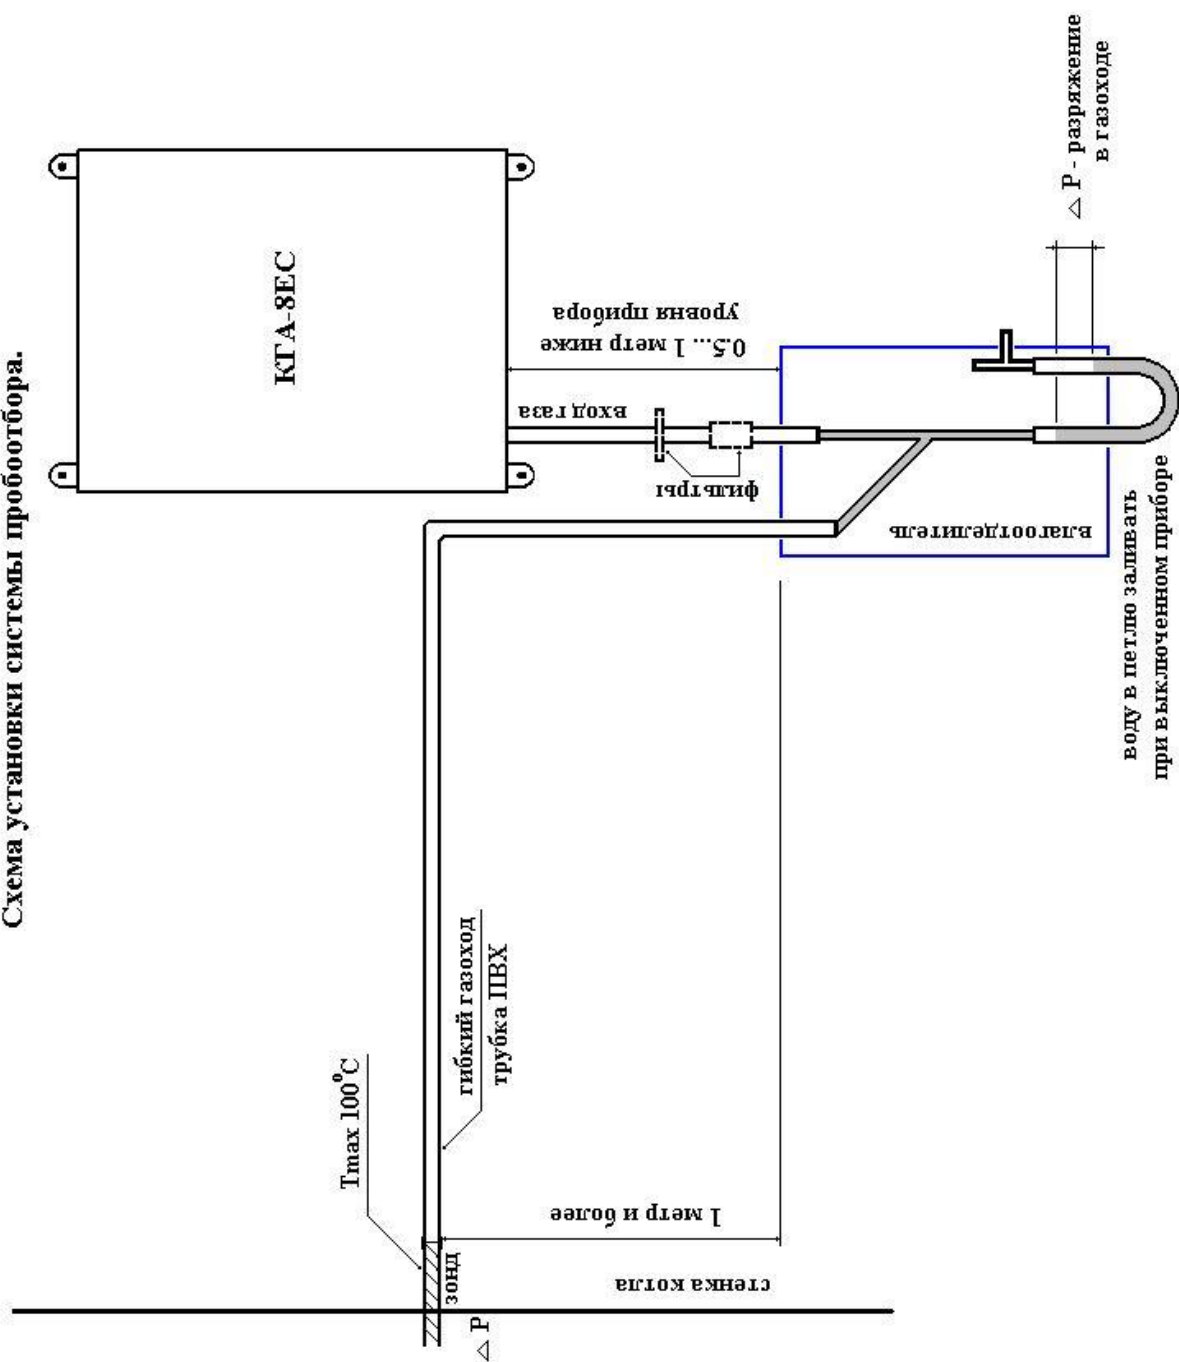 Схема установки системы пробоотбора.
КГА-8ЕС
Tmax 100°C
гибкий газоход
трубка ПВХ
зонд
△ P
стенка котла
1 метр и более
вход газа
фильтры
0.5... 1 метр ниже
уровня прибора
влагоотделитель
воду в петлю заливать
при выключенном приборе
△ P - разряжение
в газоходе